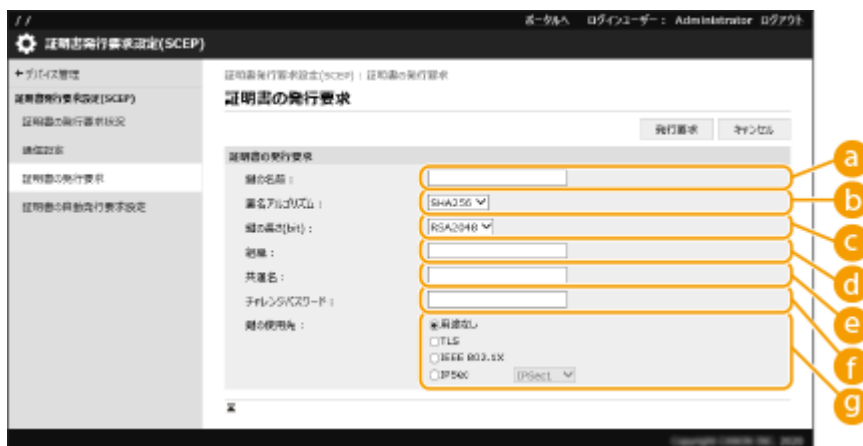 //
ポータルへ ログインユーザー： Administrator ログアウト
証明書発行要求設定(SCEP)
デバイス管理
証明書発行要求設定(SCEP)
証明書の発行要求状況
通信設定
証明書の発行要求
証明書の自動発行要求設定
証明書発行要求設定(SCEP) : 証明書の発行要求
証明書の発行要求
発行要求 キャンセル
証明書の発行要求
鍵の名前：
a
署名アルゴリズム： SHA256
b
鍵の長さ(bit)： RSA2048
c
組織：
d
共通名：
e
チャレンジパスワード：
f
鍵の使用先： 用途なし
TLS
IEEE 802.1X
IPSec IPSec1
g